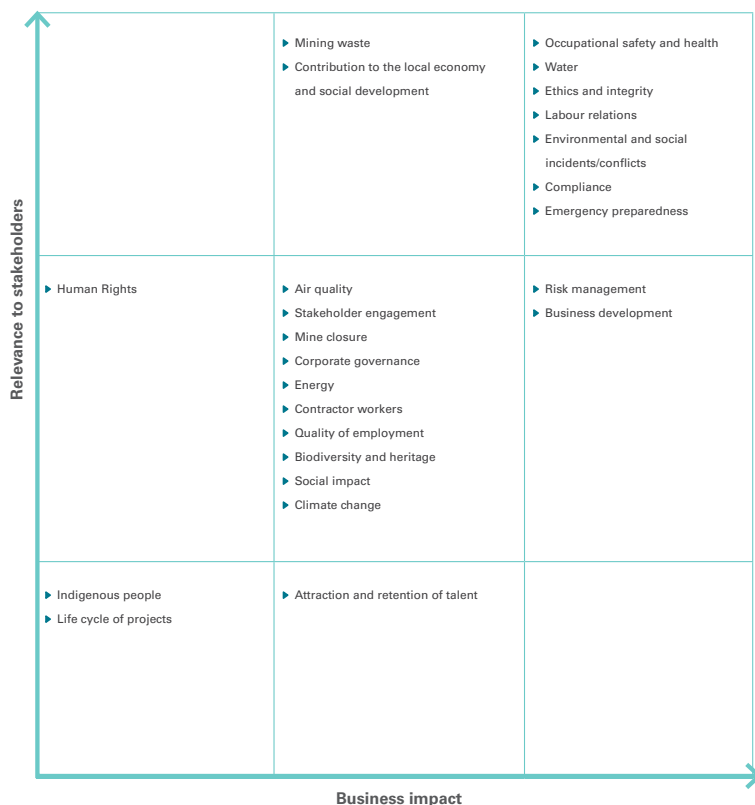 Mining waste
Contribution to the local economy
and social development
Occupational safety and health
Water
Ethics and integrity
Labour relations
Environmental and social
incidents/conflicts
Compliance
Emergency preparedness
Relevance to stakeholders
Human Rights
Air quality
Stakeholder engagement
Mine closure
Corporate governance
Energy
Contractor workers
Quality of employment
Biodiversity and heritage
Social impact
Climate change
Risk management
Business development
Indigenous people
Life cycle of projects
Attraction and retention of talent
Business impact